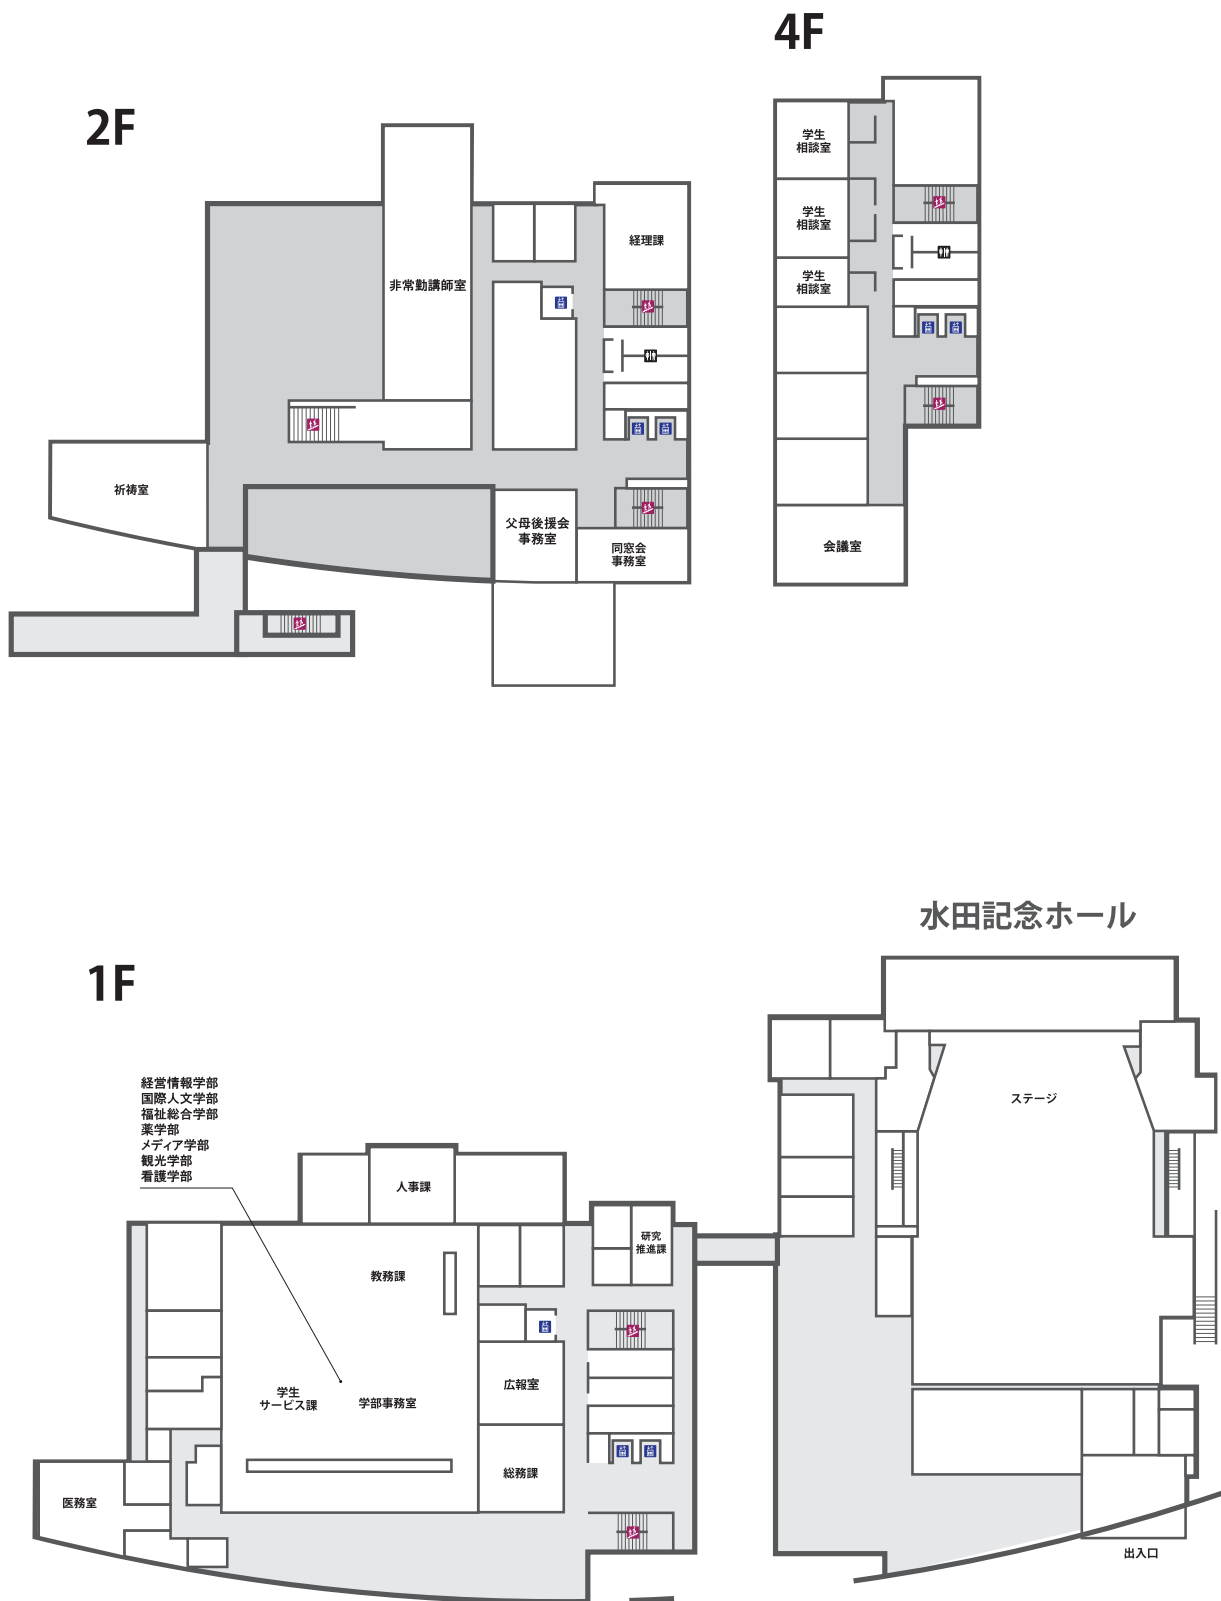 4F
学生
相談室
学生
相談室
学生
相談室
会議室
2F
経理課
非常勤講師室
祈祷室
父母後援会
事務室
同窓会
事務室
水田記念ホール
1F
経営情報学部
国際人文学部
福祉総合学部
薬学部
メディア学部
観光学部
看護学部
ステージ
人事課
研究
推進課
教務課
広報室
学生
サービス課
学部事務室
総務課
医務室
出入口